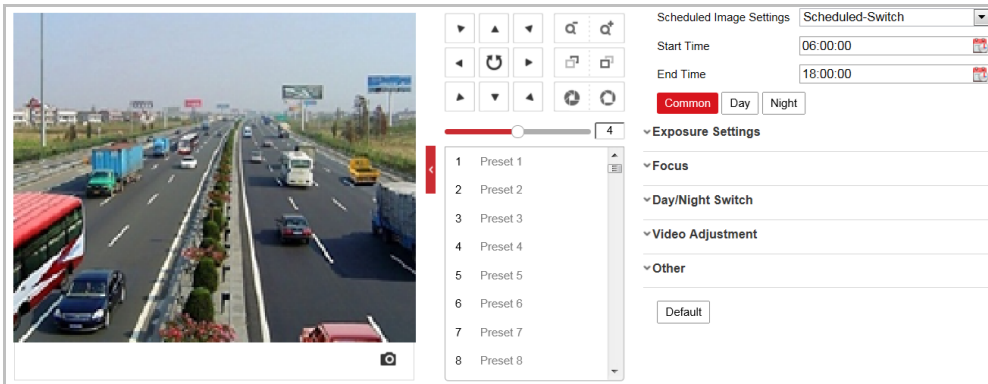 Scheduled Image Settings Scheduled-Switch
Start Time 06:00:00
End Time 18:00:00
Common Day Night
Exposure Settings
Focus
Day/Night Switch
Video Adjustment
Other
Default
4
1 Preset 1
2 Preset 2
3 Preset 3
4 Preset 4
5 Preset 5
6 Preset 6
7 Preset 7
8 Preset 8